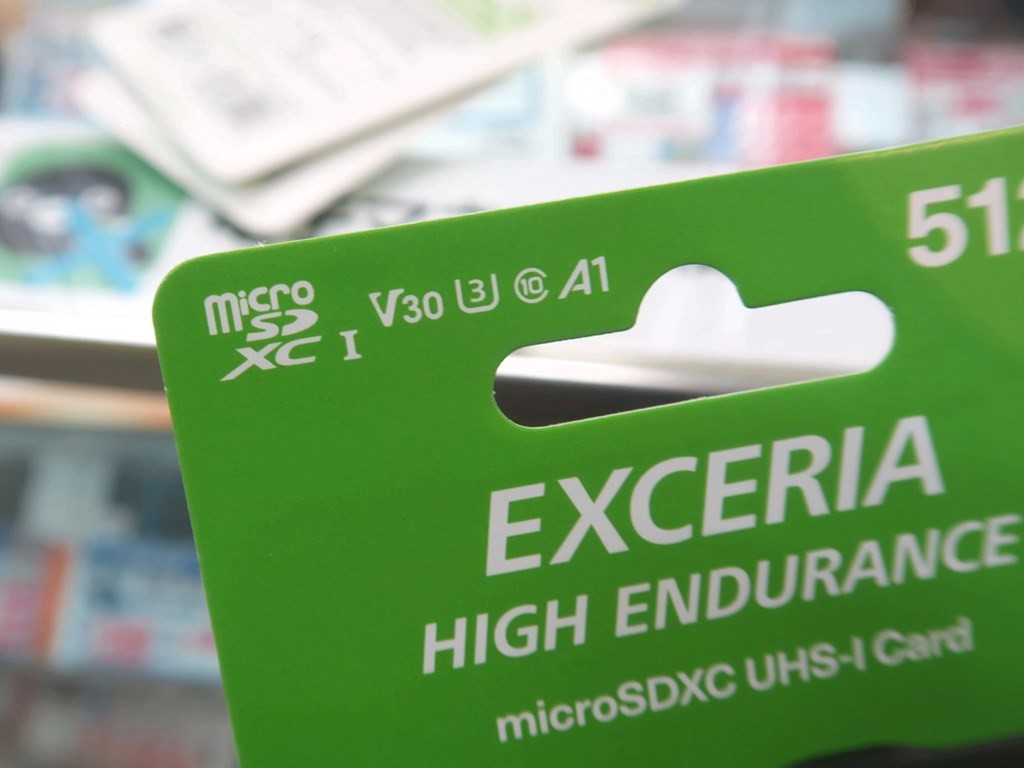 micro
SD
XC I
V30 U3 10 A1
512
EXCERIA
HIGH ENDURANCE
microSDXC UHS-I Card